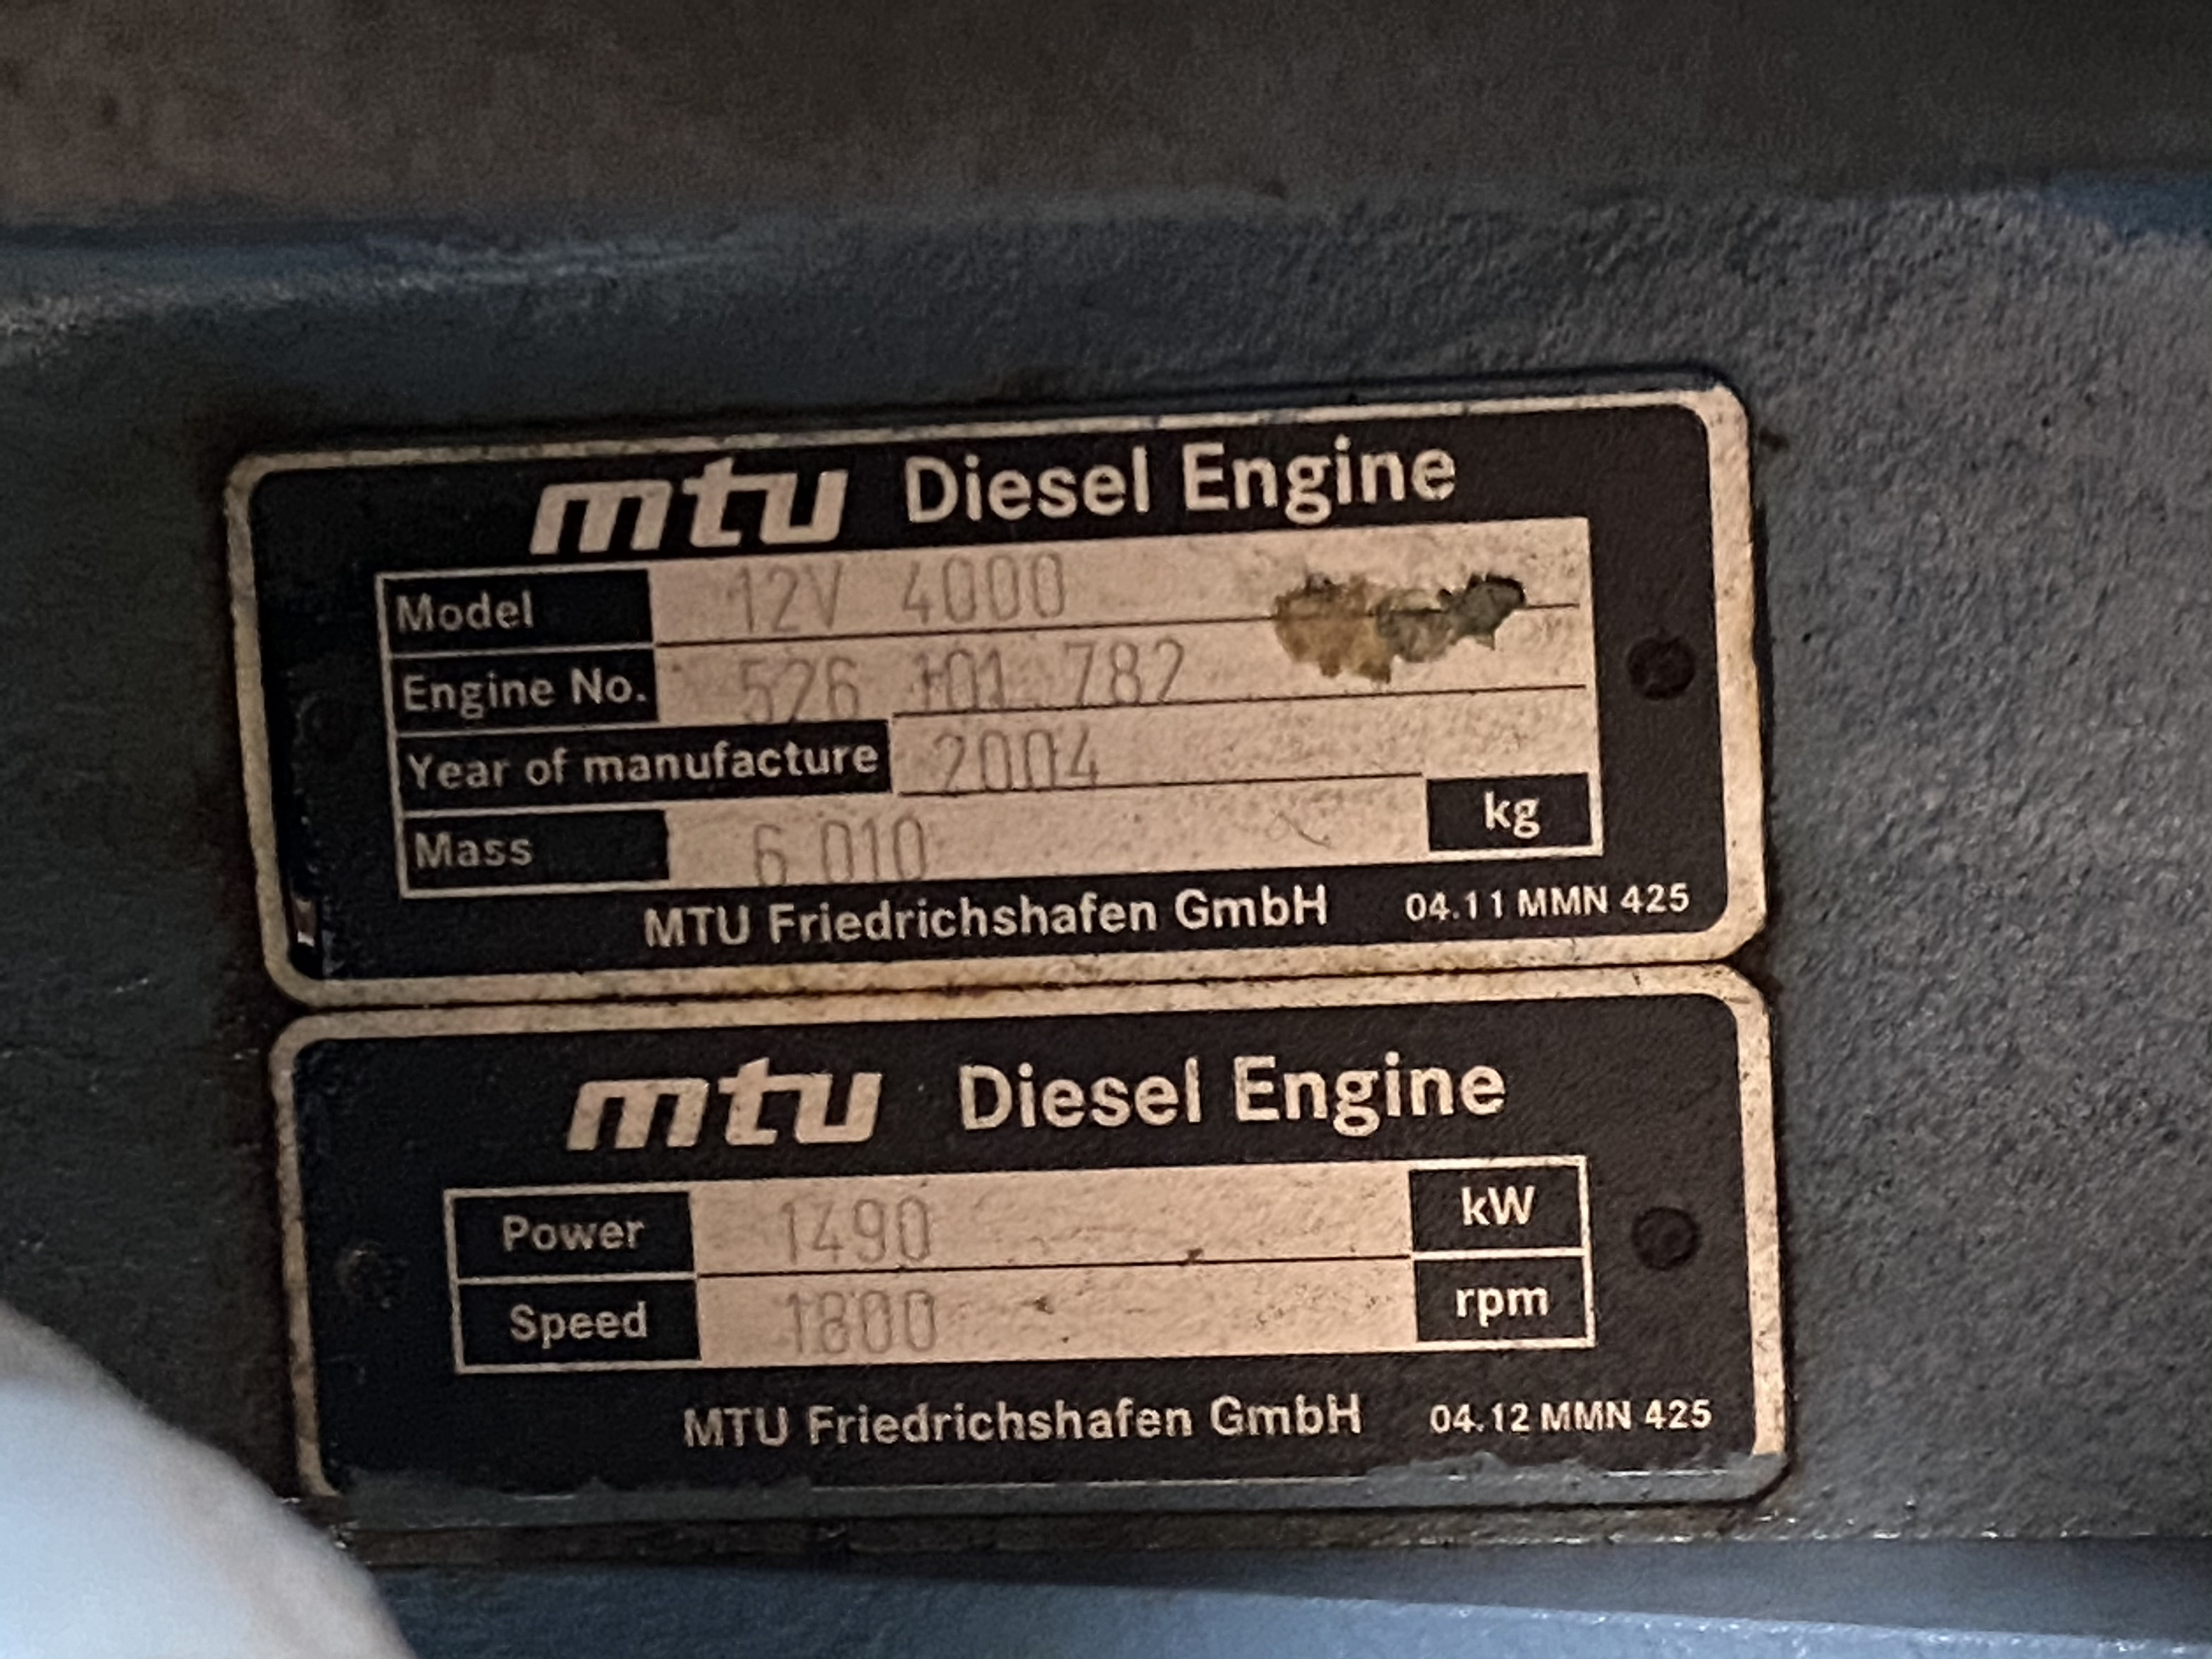 mtu Diesel Engine
Model 12V 4000
Engine No. 526 101 782
Year of manufacture 2004
Mass 6 010 kg
MTU Friedrichshafen GmbH 04.11 MMN 425
mtu Diesel Engine
Power 1490 kW
Speed 1800 rpm
MTU Friedrichshafen GmbH 04.12 MMN 425